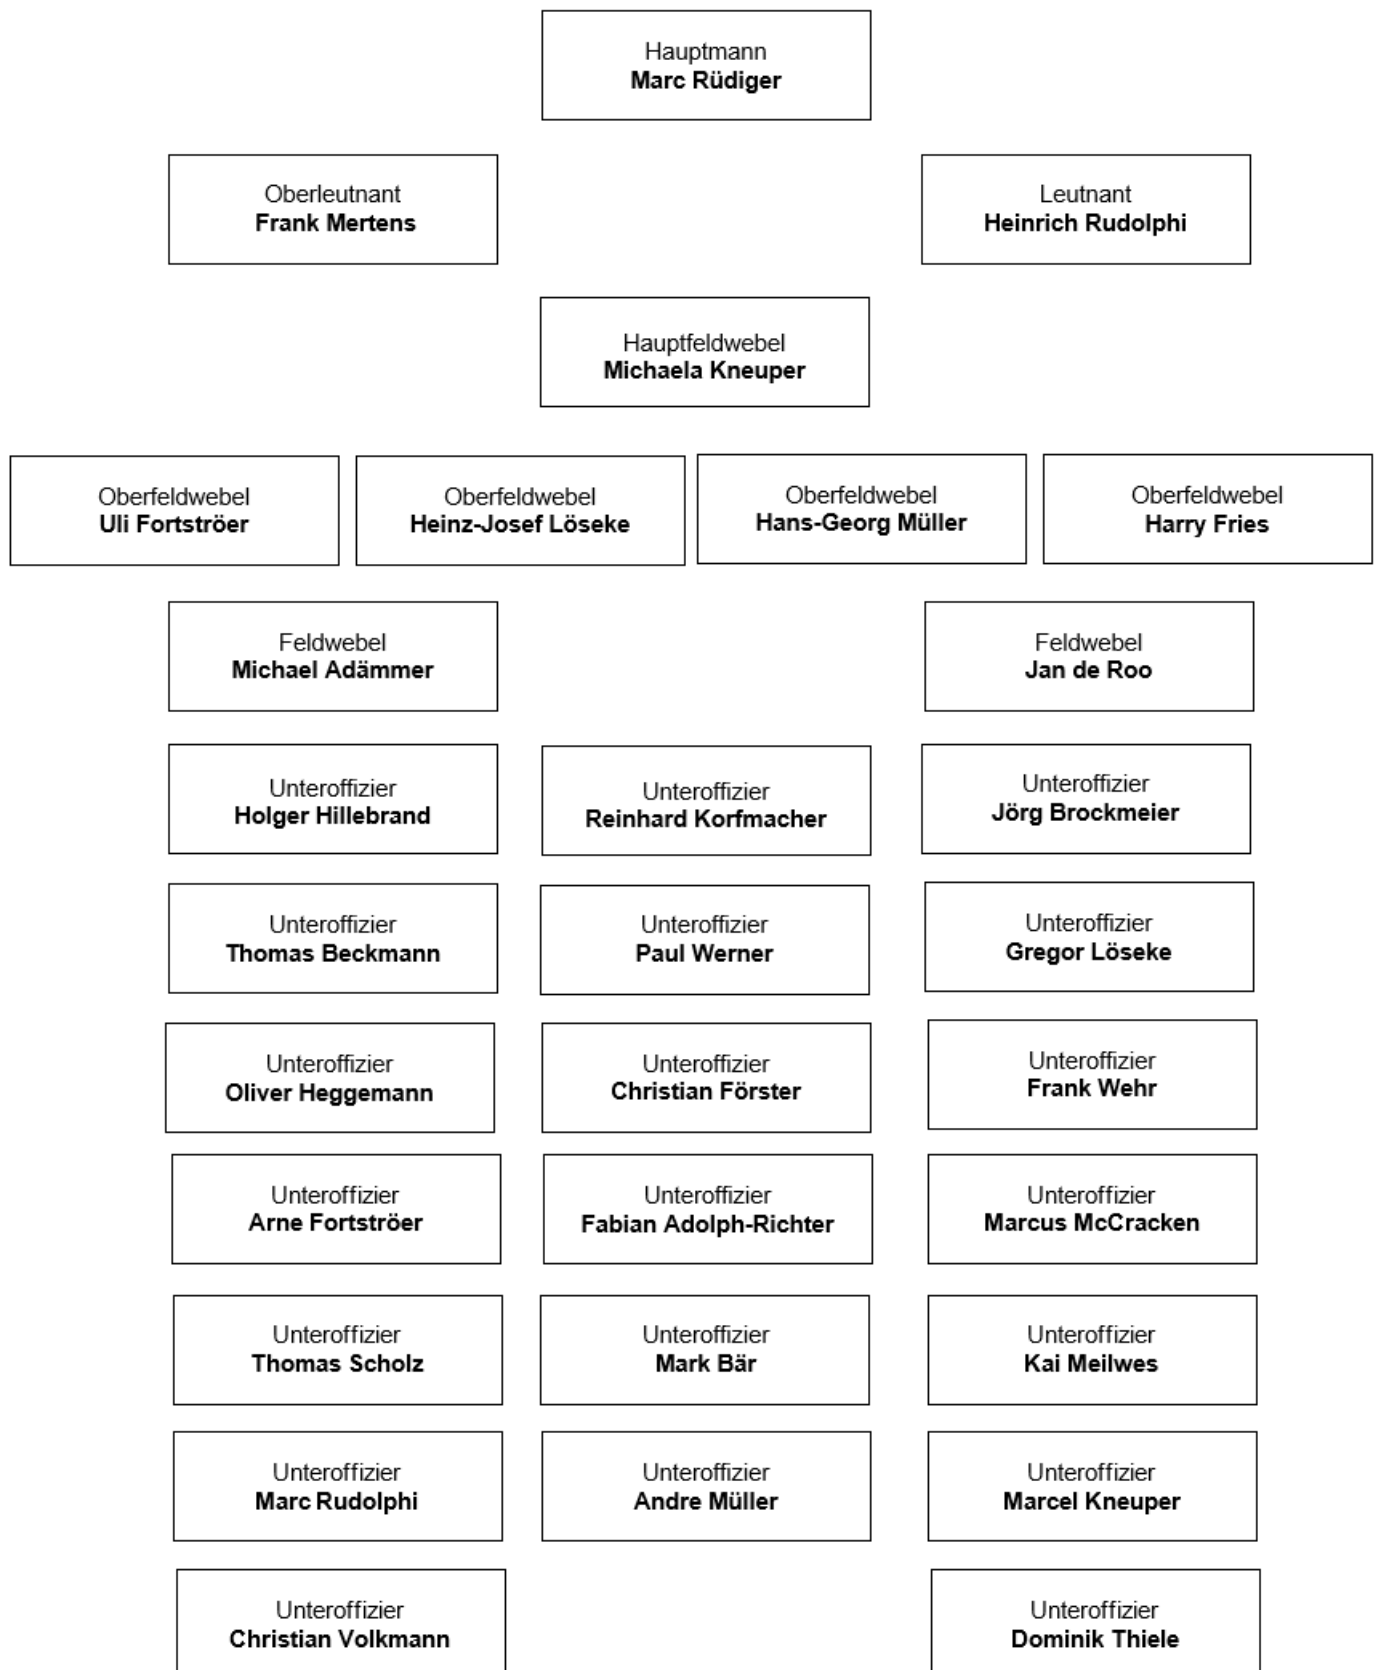 Hauptmann
Marc Rüdiger
Oberleutnant
Frank Mertens
Leutnant
Heinrich Rudolphi
Hauptfeldwebel
Michaela Kneuper
Oberfeldwebel
Uli Fortströer
Oberfeldwebel
Heinz-Josef Löseke
Oberfeldwebel
Hans-Georg Müller
Oberfeldwebel
Harry Fries
Feldwebel
Michael Adämmer
Feldwebel
Jan de Roo
Unteroffizier
Holger Hillebrand
Unteroffizier
Reinhard Korfmacher
Unteroffizier
Jörg Brockmeier
Unteroffizier
Thomas Beckmann
Unteroffizier
Paul Werner
Unteroffizier
Gregor Löseke
Unteroffizier
Oliver Heggemann
Unteroffizier
Christian Förster
Unteroffizier
Frank Wehr
Unteroffizier
Arne Fortströer
Unteroffizier
Fabian Adolph-Richter
Unteroffizier
Marcus McCracken
Unteroffizier
Thomas Scholz
Unteroffizier
Mark Bär
Unteroffizier
Kai Meilwes
Unteroffizier
Marc Rudolphi
Unteroffizier
Andre Müller
Unteroffizier
Marcel Kneuper
Unteroffizier
Christian Volkmann
Unteroffizier
Dominik Thiele